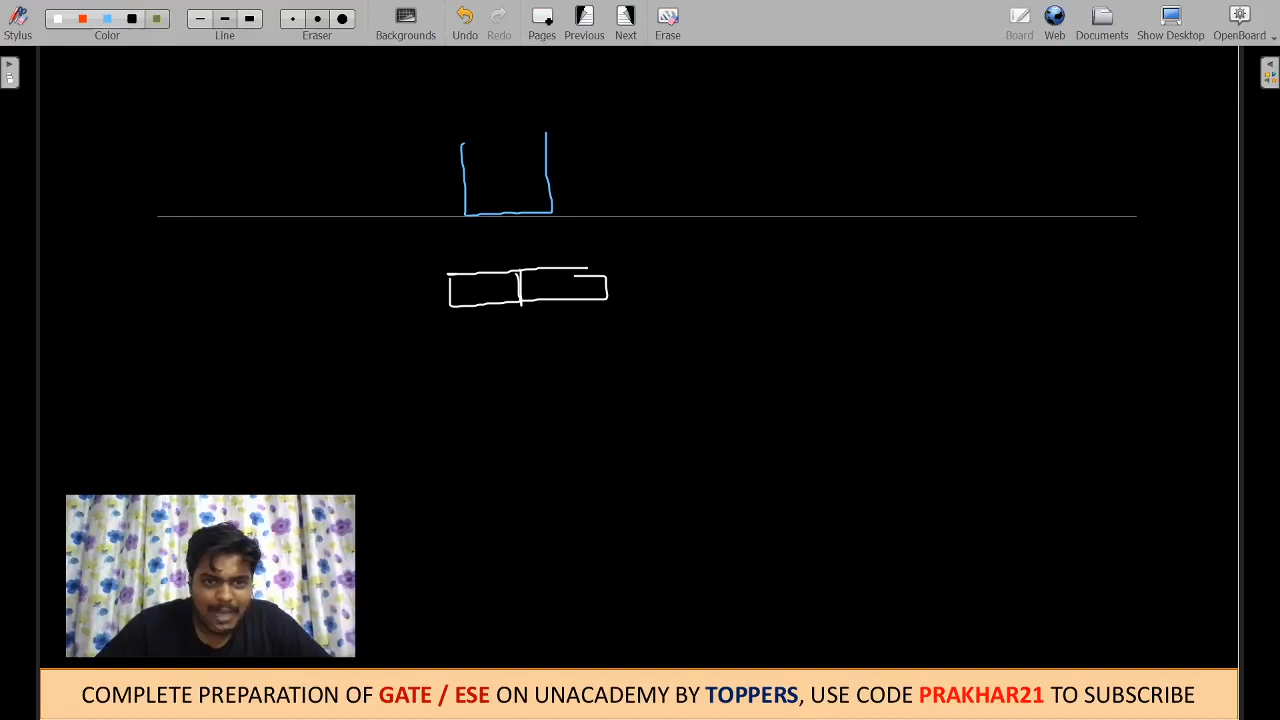 Stylus
Color
Line
Eraser
Backgrounds
Undo
Redo
Pages
Previous
Next
Erase
Board
Web
Documents
Show Desktop
OpenBoard
COMPLETE PREPARATION OF GATE / ESE ON UNACADEMY BY TOPPERS, USE CODE PRAKHAR21 TO SUBSCRIBE